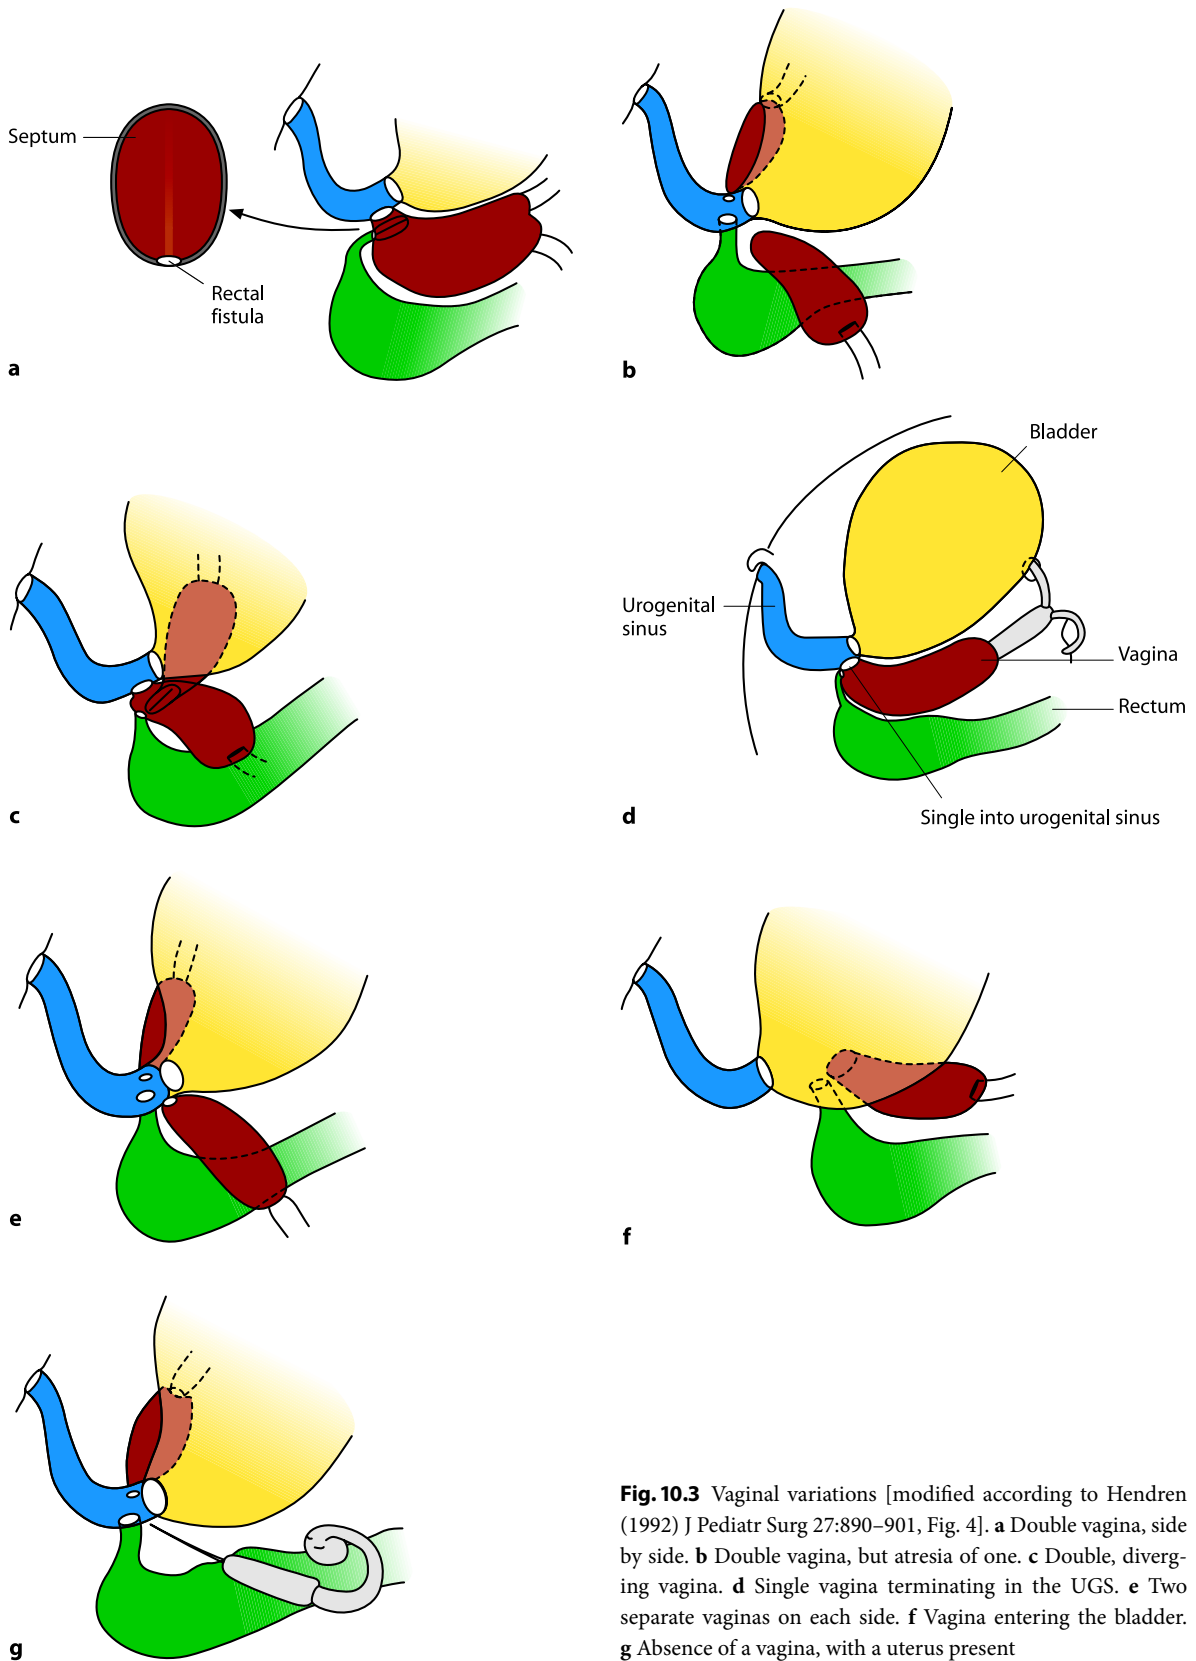 Septum
Rectal
fistula
a
b
c
Bladder
Urogenital
sinus
Vagina
Rectum
Single into urogenital sinus
d
e
f
g
Fig. 10.3 Vaginal variations [modified according to Hendren
(1992) J Pediatr Surg 27:890–901, Fig. 4]. a Double vagina, side
by side. b Double vagina, but atresia of one. c Double, diverg-
ing vagina. d Single vagina terminating in the UGS. e Two
separate vaginas on each side. f Vagina entering the bladder.
g Absence of a vagina, with a uterus present